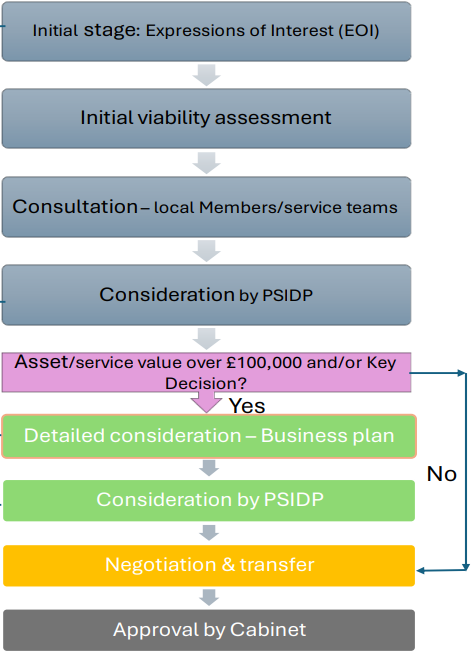 Initial stage: Expressions of Interest (EOI)
Initial viability assessment
Consultation – local Members/service teams
Consideration by PSIDP
Asset/service value over £100,000 and/or Key
Decision?
Yes
Detailed consideration – Business plan
No
Consideration by PSIDP
Negotiation & transfer
Approval by Cabinet